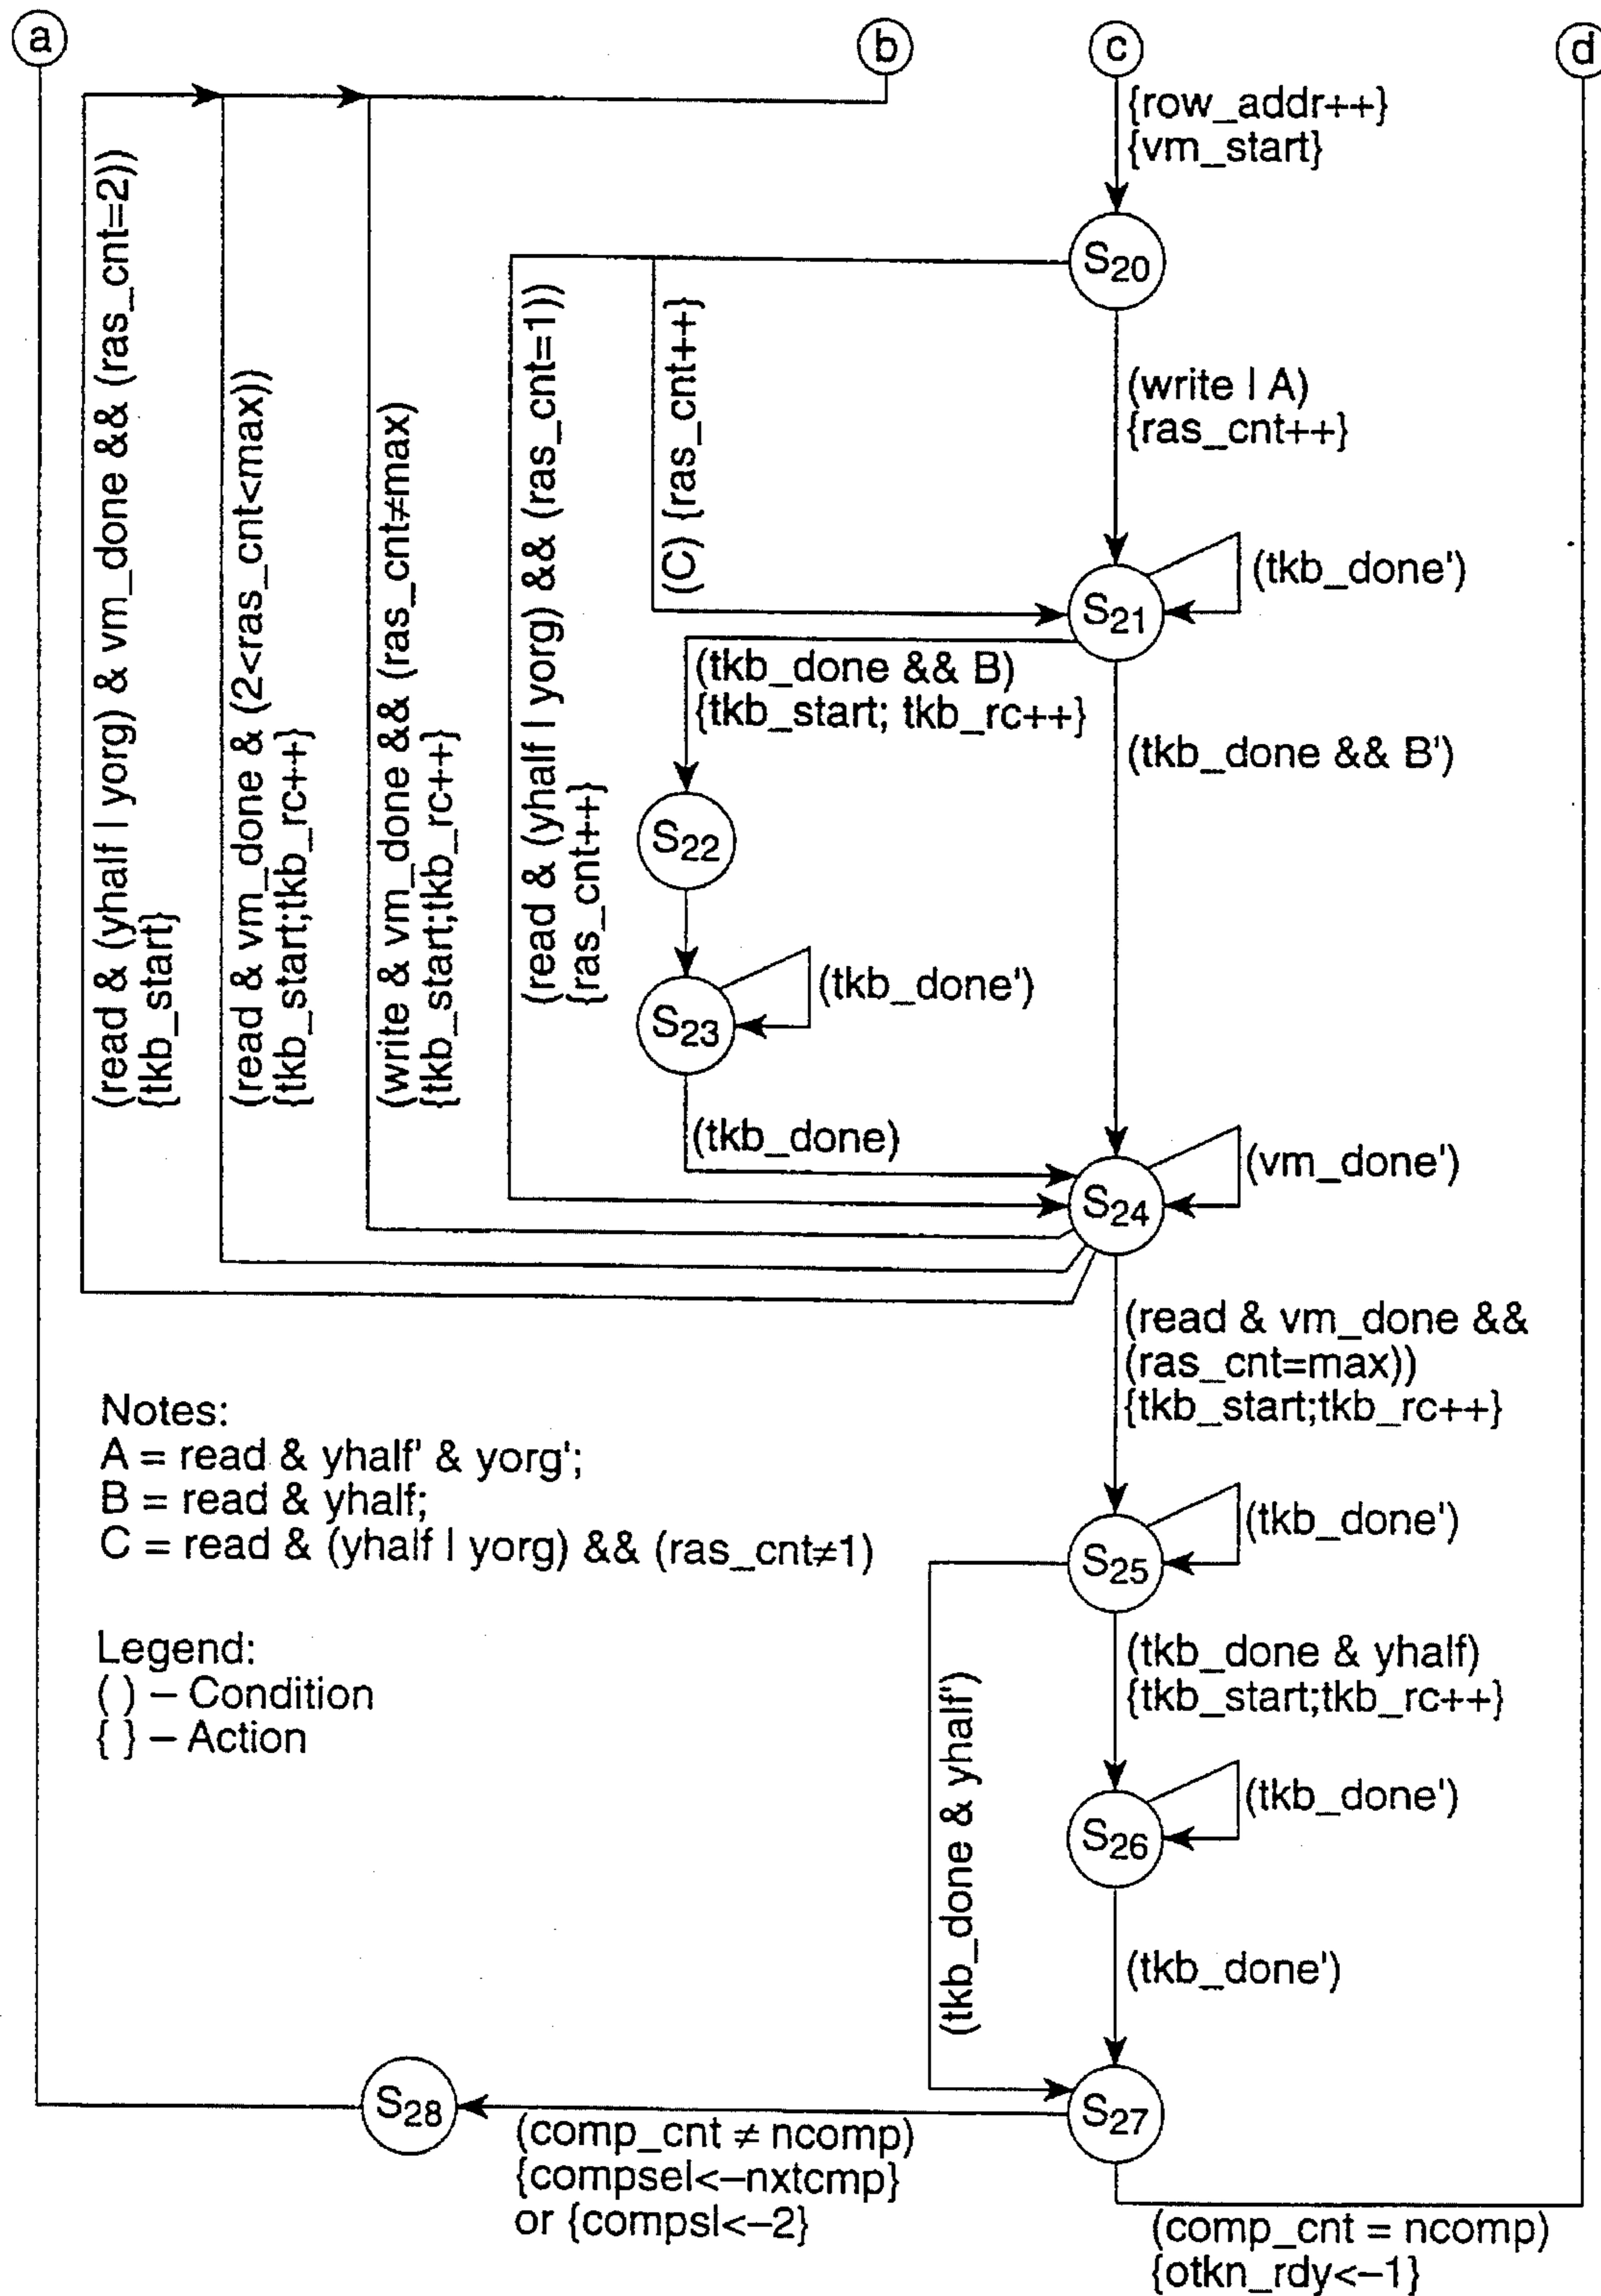 a
b
c
d
{row_addr++}
{vm_start}
S20
(write | A)
{ras_cnt++}
(read & (yhalf | yorg) & vm_done && (ras_cnt=2))
{tkb_start}
(read & vm_done & (2<ras_cnt<max))
{tkb_start;tkb_rc++}
(write & vm_done && (ras_cnt≠max)
{tkb_start;tkb_rc++}
(read & (yhalf | yorg) && (ras_cnt=1))
{ras_cnt++}
(C) {ras_cnt++}
S21
(tkb_done')
(tkb_done && B)
{tkb_start; tkb_rc++}
(tkb_done && B')
S22
S23
(tkb_done')
(tkb_done)
S24
(vm_done')
(read & vm_done &&
(ras_cnt=max))
{tkb_start;tkb_rc++}
Notes:
A = read & yhalf' & yorg';
B = read & yhalf;
C = read & (yhalf | yorg) && (ras_cnt≠1)
Legend:
( ) – Condition
{ } – Action
S25
(tkb_done')
(tkb_done & yhalf)
{tkb_start;tkb_rc++}
(tkb_done & yhalf')
S26
(tkb_done')
(tkb_done')
S27
S28
(comp_cnt ≠ ncomp)
{compsel<–nxtcmp}
or {compsl<–2}
(comp_cnt = ncomp)
{otkn_rdy<–1}